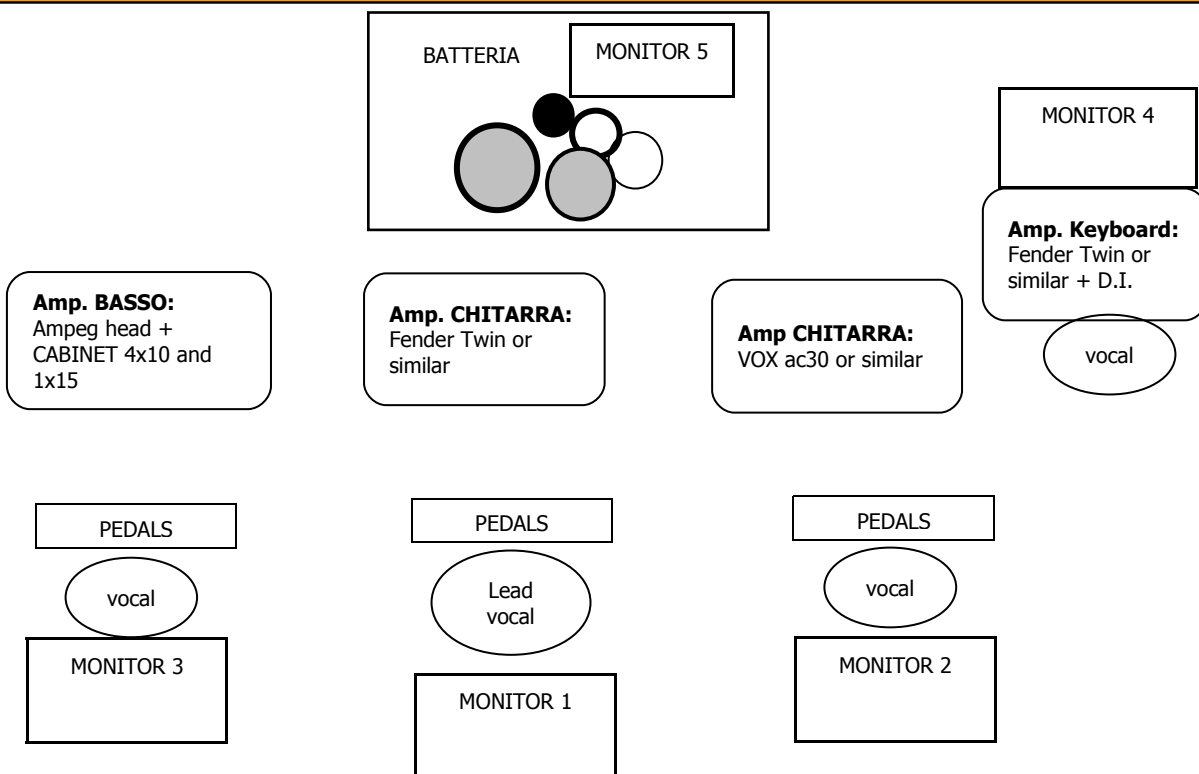 BATTERIA
MONITOR 5
MONITOR 4
Amp. Keyboard:
Fender Twin or
similar + D.I.
vocal
Amp. BASSO:
Ampeg head +
CABINET 4x10 and
1x15
Amp. CHITARRA:
Fender Twin or
similar
Amp CHITARRA:
VOX ac30 or similar
PEDALS
vocal
MONITOR 3
PEDALS
Lead
vocal
MONITOR 1
PEDALS
vocal
MONITOR 2